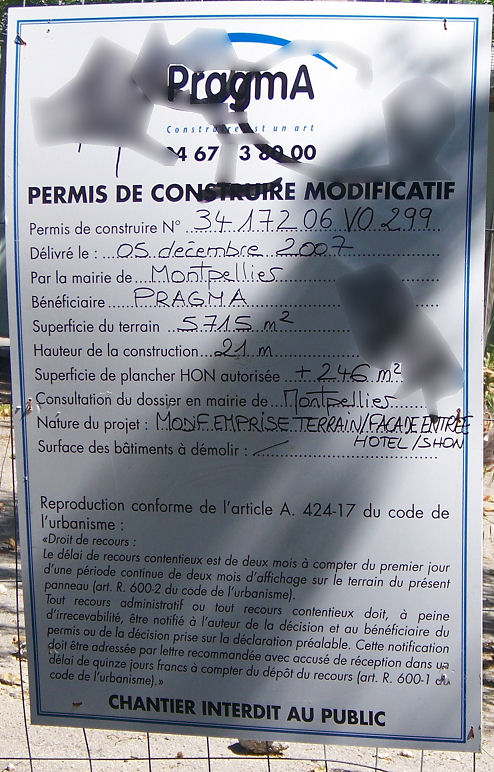 PragmA
Construire est un art
04 67 3 80 00
PERMIS DE CONSTRUIRE MODIFICATIF
Permis de construire N° 34 172 06 VO 299
Délivré le : 05 decembre 2007
Par la mairie de Montpellier
Bénéficiaire PRAGMA
Superficie du terrain 5715 m²
Hauteur de la construction 21 m
Superficie de plancher HON autorisée + 246 m²
Consultation du dossier en mairie de Montpellier
Nature du projet : MODIF EMPRISE TERRAIN/FACADE ENTREE
HOTEL/SHON
Surface des bâtiments à démolir : /
Reproduction conforme de l'article A. 424-17 du code de
l'urbanisme :
«Droit de recours :
Le délai de recours contentieux est de deux mois à compter du premier jour
d'une période continue de deux mois d'affichage sur le terrain du présent
panneau (art. R. 600-2 du code de l'urbanisme).
Tout recours administratif ou tout recours contentieux doit, à peine
d'irrecevabilité, être notifié à l'auteur de la décision et au bénéficiaire du
permis ou de la décision prise sur la déclaration préalable. Cette notification
doit être adressée par lettre recommandée avec accusé de réception dans un
délai de quinze jours francs à compter du dépôt du recours (art. R. 600-1 du
code de l'urbanisme).»
CHANTIER INTERDIT AU PUBLIC